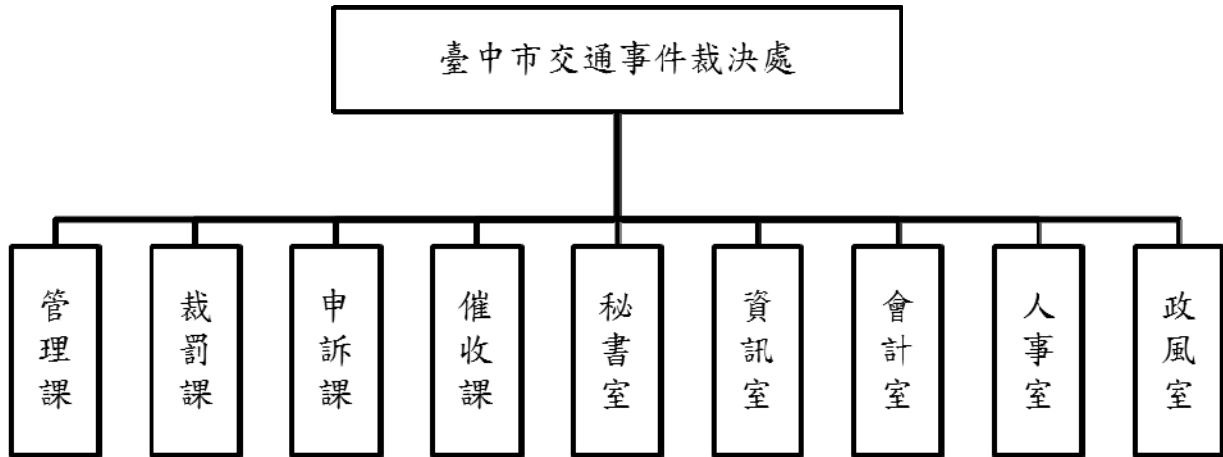 臺中市交通事件裁決處
管理課
裁罰課
申訴課
催收課
秘書室
資訊室
會計室
人事室
政風室